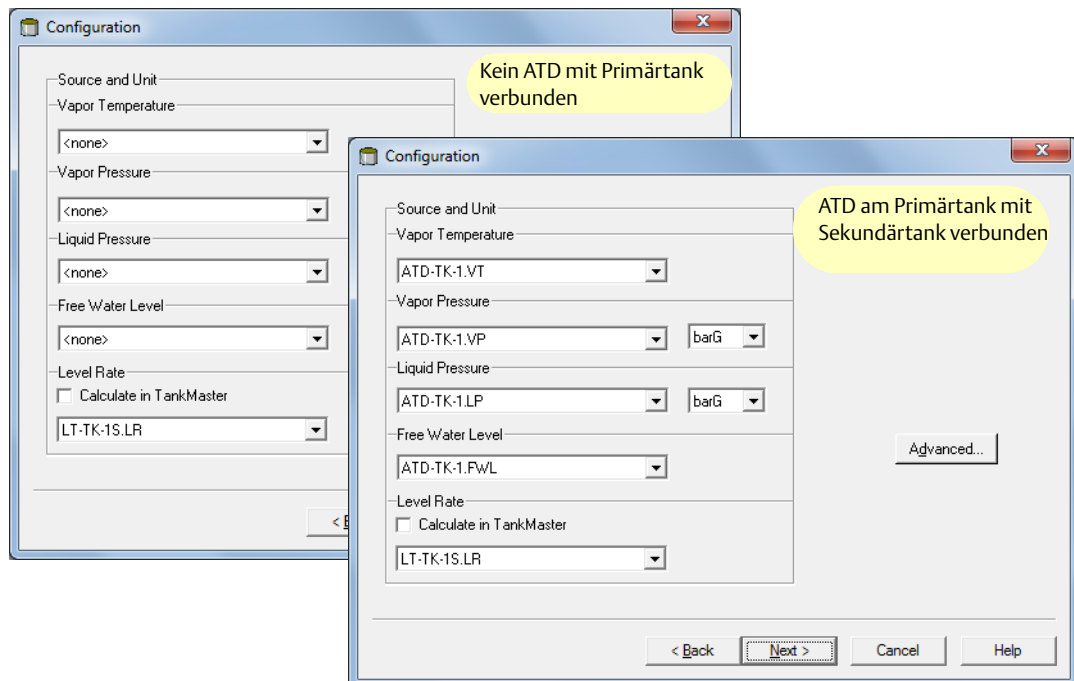 Configuration
Kein ATD mit Primärtank
verbunden
Source and Unit
Vapor Temperature
<none>
Vapor Pressure
<none>
Liquid Pressure
<none>
Free Water Level
<none>
Level Rate
Calculate in TankMaster
LT-TK-1S.LR
Configuration
ATD am Primärtank mit
Sekundärtank verbunden
Source and Unit
Vapor Temperature
ATD-TK-1.VT
Vapor Pressure
ATD-TK-1.VP barG
Liquid Pressure
ATD-TK-1.LP barG
Free Water Level
ATD-TK-1.FWL
Advanced...
Level Rate
Calculate in TankMaster
LT-TK-1S.LR
< Back Next > Cancel Help